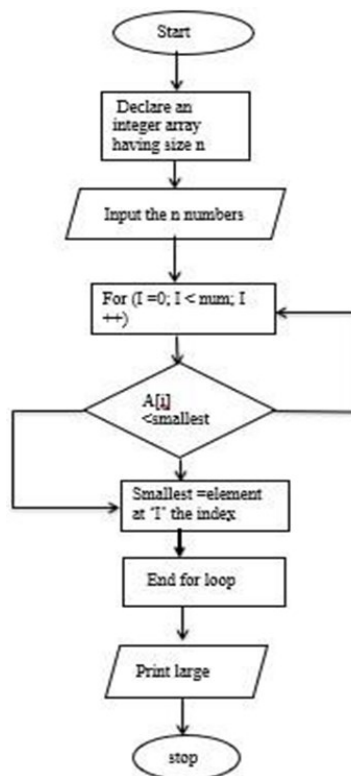 Start
Declare an
integer array
having size n
Input the n numbers
For (I =0; I < num; I
++)
A[i]
<smallest
Smallest =element
at "I" the index
End for loop
Print large
stop